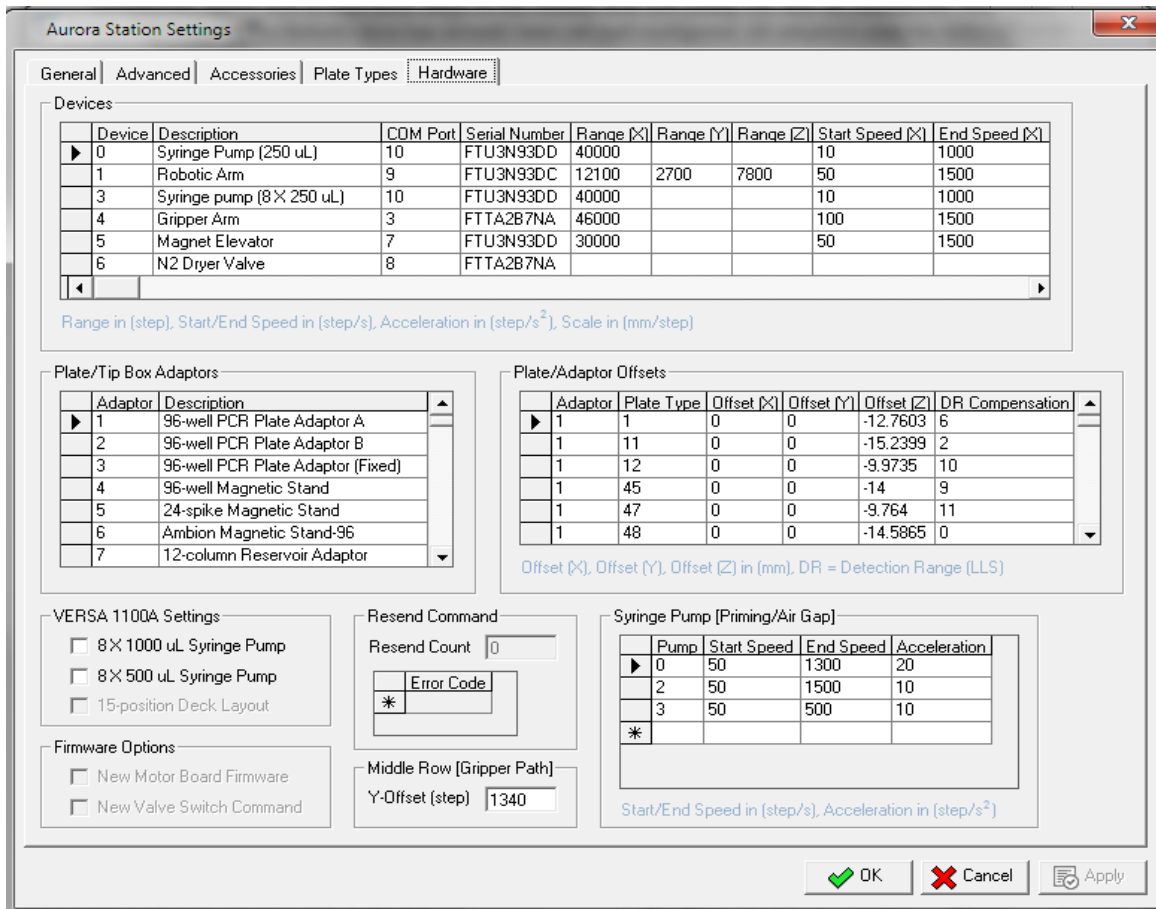 Aurora Station Settings
General Advanced Accessories Plate Types Hardware
Devices
Device Description COM Port Serial Number Range (X) Range (Y) Range (Z) Start Speed (X) End Speed (X)
0 Syringe Pump (250 uL) 10 FTU3N93DD 40000 10 1000
1 Robotic Arm 9 FTU3N93DC 12100 2700 7800 50 1500
3 Syringe pump (8 X 250 uL) 10 FTU3N93DD 40000 10 1000
4 Gripper Arm 3 FTTA2B7NA 46000 100 1500
5 Magnet Elevator 7 FTU3N93DD 30000 50 1500
6 N2 Dryer Valve 8 FTTA2B7NA
Range in (step), Start/End Speed in (step/s), Acceleration in (step/s²), Scale in (mm/step)
Plate/Tip Box Adaptors
Adaptor Description
1 96-well PCR Plate Adaptor A
2 96-well PCR Plate Adaptor B
3 96-well PCR Plate Adaptor (Fixed)
4 96-well Magnetic Stand
5 24-spike Magnetic Stand
6 Ambion Magnetic Stand-96
7 12-column Reservoir Adaptor
Plate/Adaptor Offsets
Adaptor Plate Type Offset (X) Offset (Y) Offset (Z) DR Compensation
1 1 0 0 -12.7603 6
1 11 0 0 -15.2399 2
1 12 0 0 -9.9735 10
1 45 0 0 -14 9
1 47 0 0 -9.764 11
1 48 0 0 -14.5865 0
Offset (X), Offset (Y), Offset (Z) in (mm), DR = Detection Range (LLS)
VERSA 1100A Settings
8 X 1000 uL Syringe Pump
8 X 500 uL Syringe Pump
15-position Deck Layout
Firmware Options
New Motor Board Firmware
New Valve Switch Command
Resend Command
Resend Count 0
Error Code
Middle Row [Gripper Path]
Y-Offset (step) 1340
Syringe Pump [Priming/Air Gap]
Pump Start Speed End Speed Acceleration
0 50 1300 20
2 50 1500 10
3 50 500 10
Start/End Speed in (step/s), Acceleration in (step/s²)
OK Cancel Apply